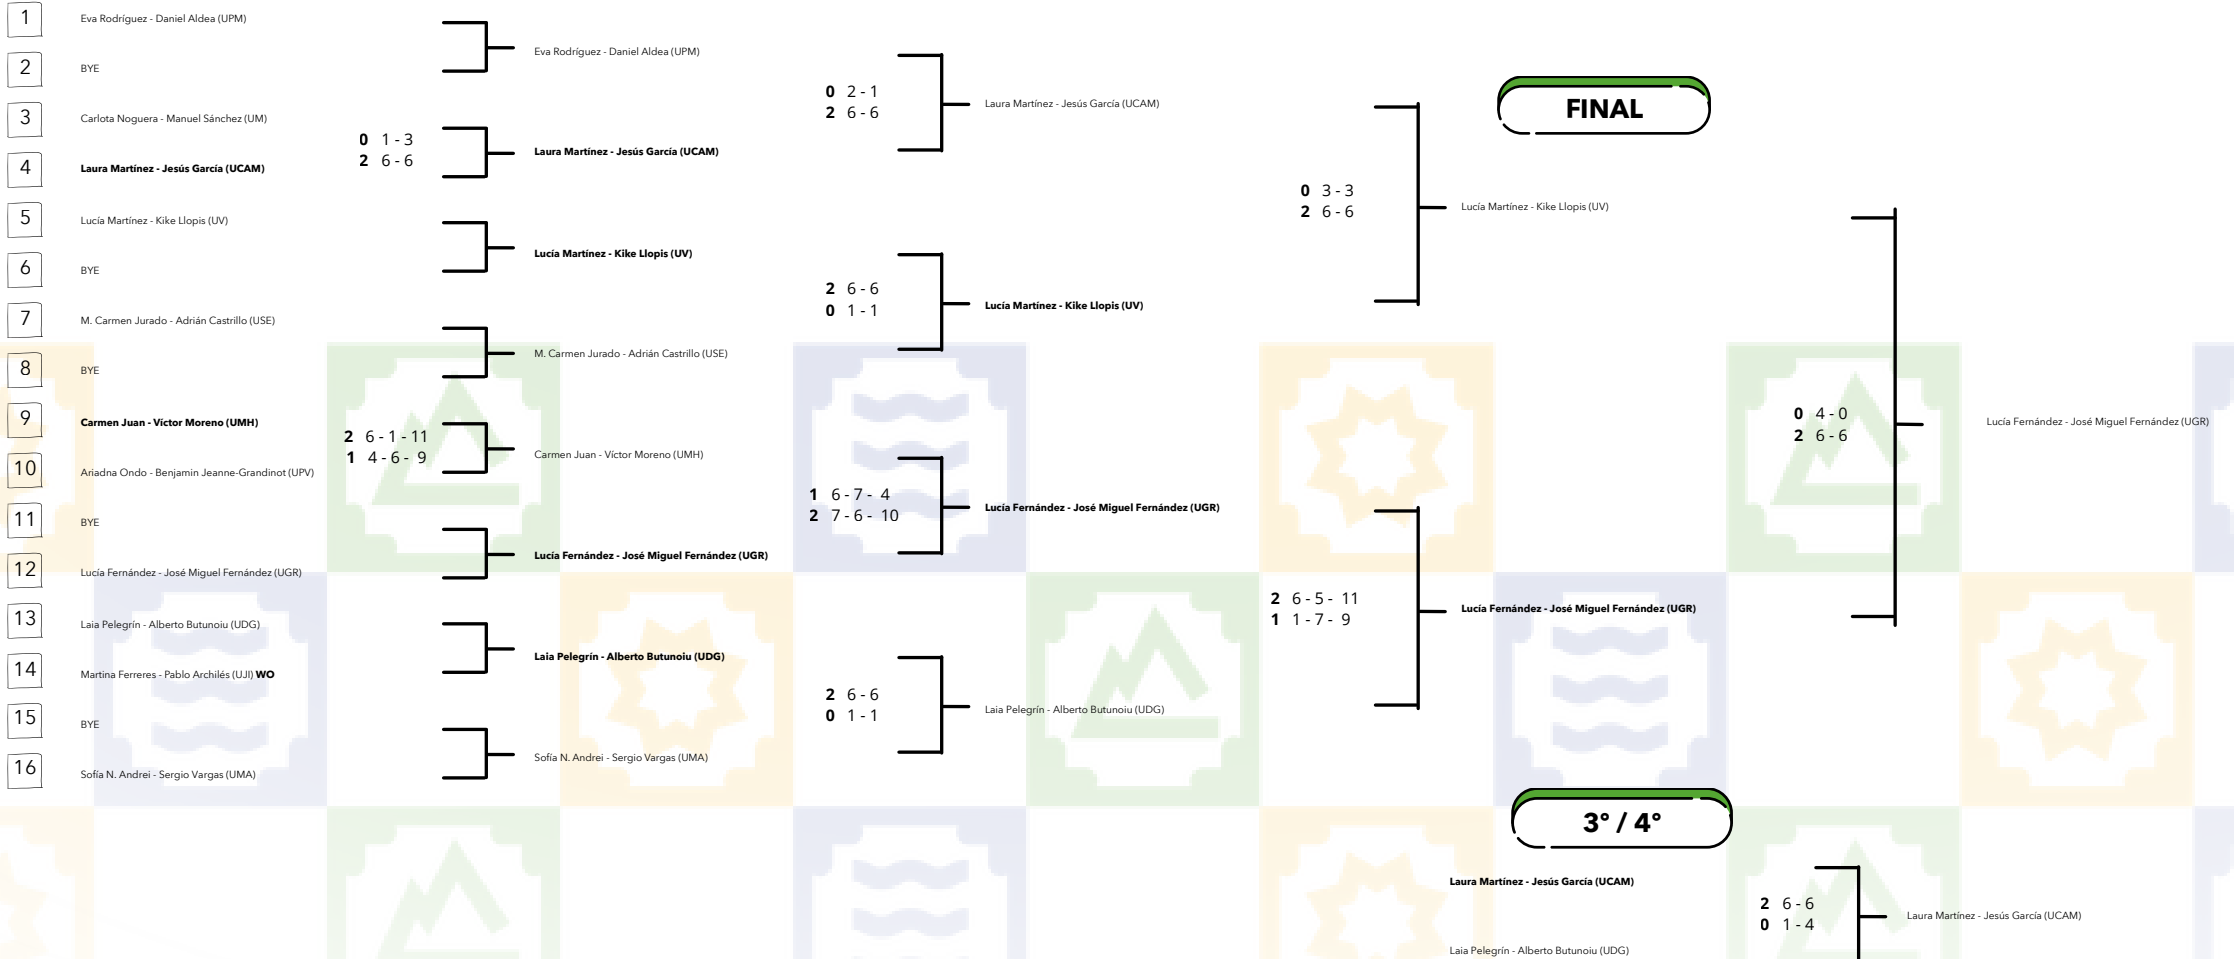 1 Eva Rodríguez - Daniel Aldea (UPM)
2 BYE
3 Carlota Noguera - Manuel Sánchez (UM)
4 Laura Martínez - Jesús García (UCAM)
5 Lucía Martínez - Kike Llopis (UV)
6 BYE
7 M. Carmen Jurado - Adrián Castrillo (USE)
8 BYE
9 Carmen Juan - Víctor Moreno (UMH)
10 Ariadna Ondo - Benjamin Jeanne-Grandinot (UPV)
11 BYE
12 Lucía Fernández - José Miguel Fernández (UGR)
13 Laia Pelegrín - Alberto Butunoiu (UDG)
14 Martina Ferreres - Pablo Archilés (UJI) WO
15 BYE
16 Sofía N. Andrei - Sergio Vargas (UMA)
0 1 - 3
2 6 - 6
2 6 - 1 - 11
1 4 - 6 - 9
Eva Rodríguez - Daniel Aldea (UPM)
Laura Martínez - Jesús García (UCAM)
Lucía Martínez - Kike Llopis (UV)
M. Carmen Jurado - Adrián Castrillo (USE)
Carmen Juan - Víctor Moreno (UMH)
Lucía Fernández - José Miguel Fernández (UGR)
Laia Pelegrín - Alberto Butunoiu (UDG)
Sofía N. Andrei - Sergio Vargas (UMA)
0 2 - 1
2 6 - 6
2 6 - 6
0 1 - 1
1 6 - 7 - 4
2 7 - 6 - 10
2 6 - 6
0 1 - 1
Laura Martínez - Jesús García (UCAM)
Lucía Martínez - Kike Llopis (UV)
Lucía Fernández - José Miguel Fernández (UGR)
Laia Pelegrín - Alberto Butunoiu (UDG)
0 3 - 3
2 6 - 6
2 6 - 5 - 11
1 1 - 7 - 9
FINAL
Lucía Martínez - Kike Llopis (UV)
Lucía Fernández - José Miguel Fernández (UGR)
0 4 - 0
2 6 - 6
Lucía Fernández - José Miguel Fernández (UGR)
3° / 4°
Laura Martínez - Jesús García (UCAM)
Laia Pelegrín - Alberto Butunoiu (UDG)
2 6 - 6
0 1 - 4
Laura Martínez - Jesús García (UCAM)